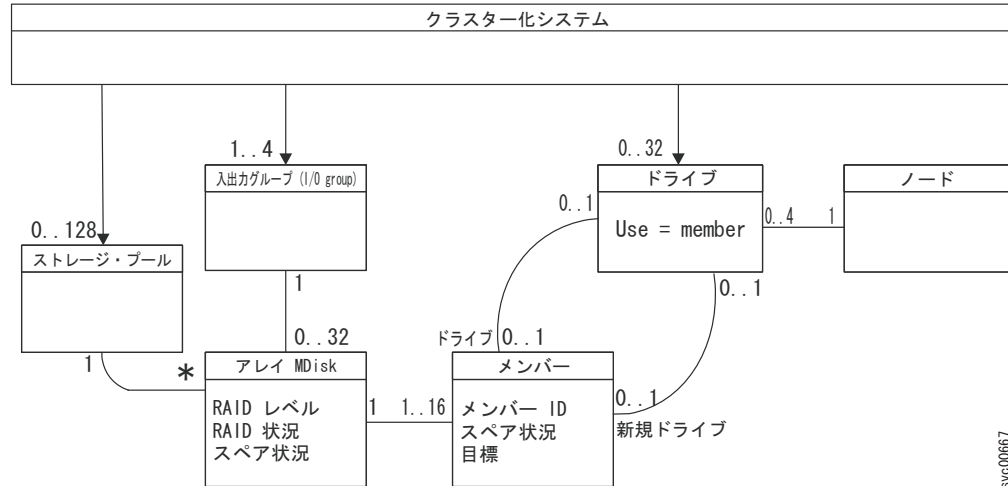 クラスター化システム
1..4
0..32
入出力グループ (I/O group)
ドライブ
ノード
0..1
0..4
1
Use = member
0..128
ストレージ・プール
1
0..1
0..32
ドライブ
0..1
1
*
アレイ MDisk
メンバー
RAID レベル
RAID 状況
スペア状況
1
1..16
メンバー ID
スペア状況
目標
0..1
新規ドライブ
svc00667